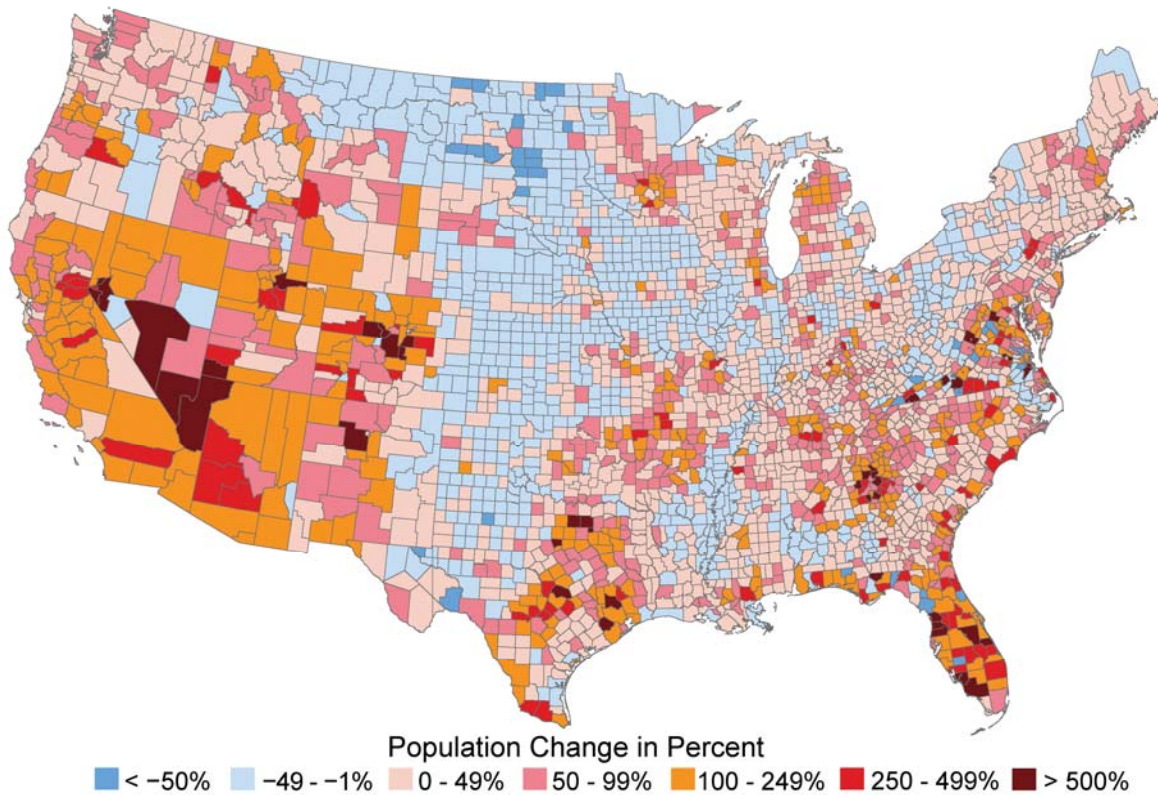 Population Change in Percent
< −50% −49 - −1% 0 - 49% 50 - 99% 100 - 249% 250 - 499% > 500%